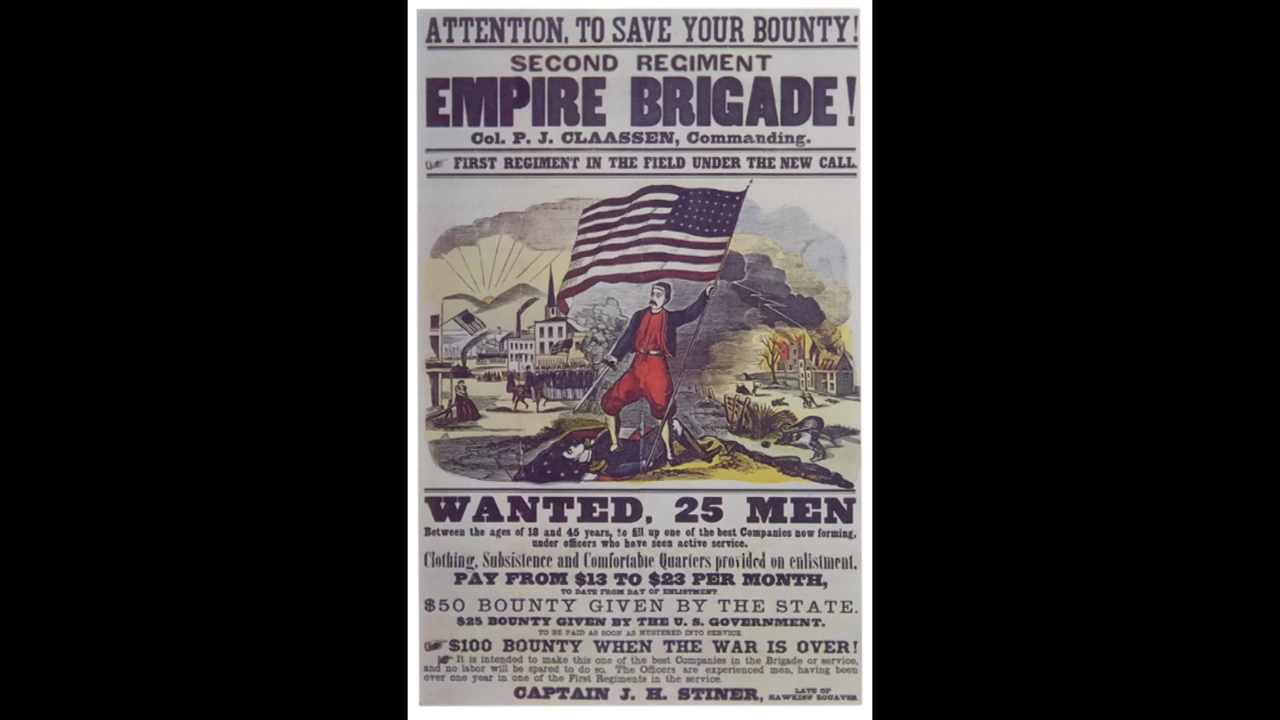 ATTENTION, TO SAVE YOUR BOUNTY!
SECOND REGIMENT
EMPIRE BRIGADE!
Col. P. J. CLAASSEN, Commanding.
FIRST REGIMENT IN THE FIELD UNDER THE NEW CALL.
WANTED, 25 MEN
Between the ages of 18 and 45 years, to fill up one of the best Companies now forming,
under officers who have seen active service.
Clothing, Subsistence and Comfortable Quarters provided on enlistment.
PAY FROM $13 TO $23 PER MONTH,
TO DATE FROM DAY OF ENLISTMENT.
$50 BOUNTY GIVEN BY THE STATE.
$25 BOUNTY GIVEN BY THE U. S. GOVERNMENT.
TO BE PAID AS SOON AS MUSTERED INTO SERVICE.
$100 BOUNTY WHEN THE WAR IS OVER!
It is intended to make this one of the best Companies in the Brigade or service,
and no labor will be spared to do so. The Officers are experienced men, having been
over one year in one of the First Regiments in the service.
CAPTAIN J. H. STINER,
LATE OF
HAWKINS ZOUAVES